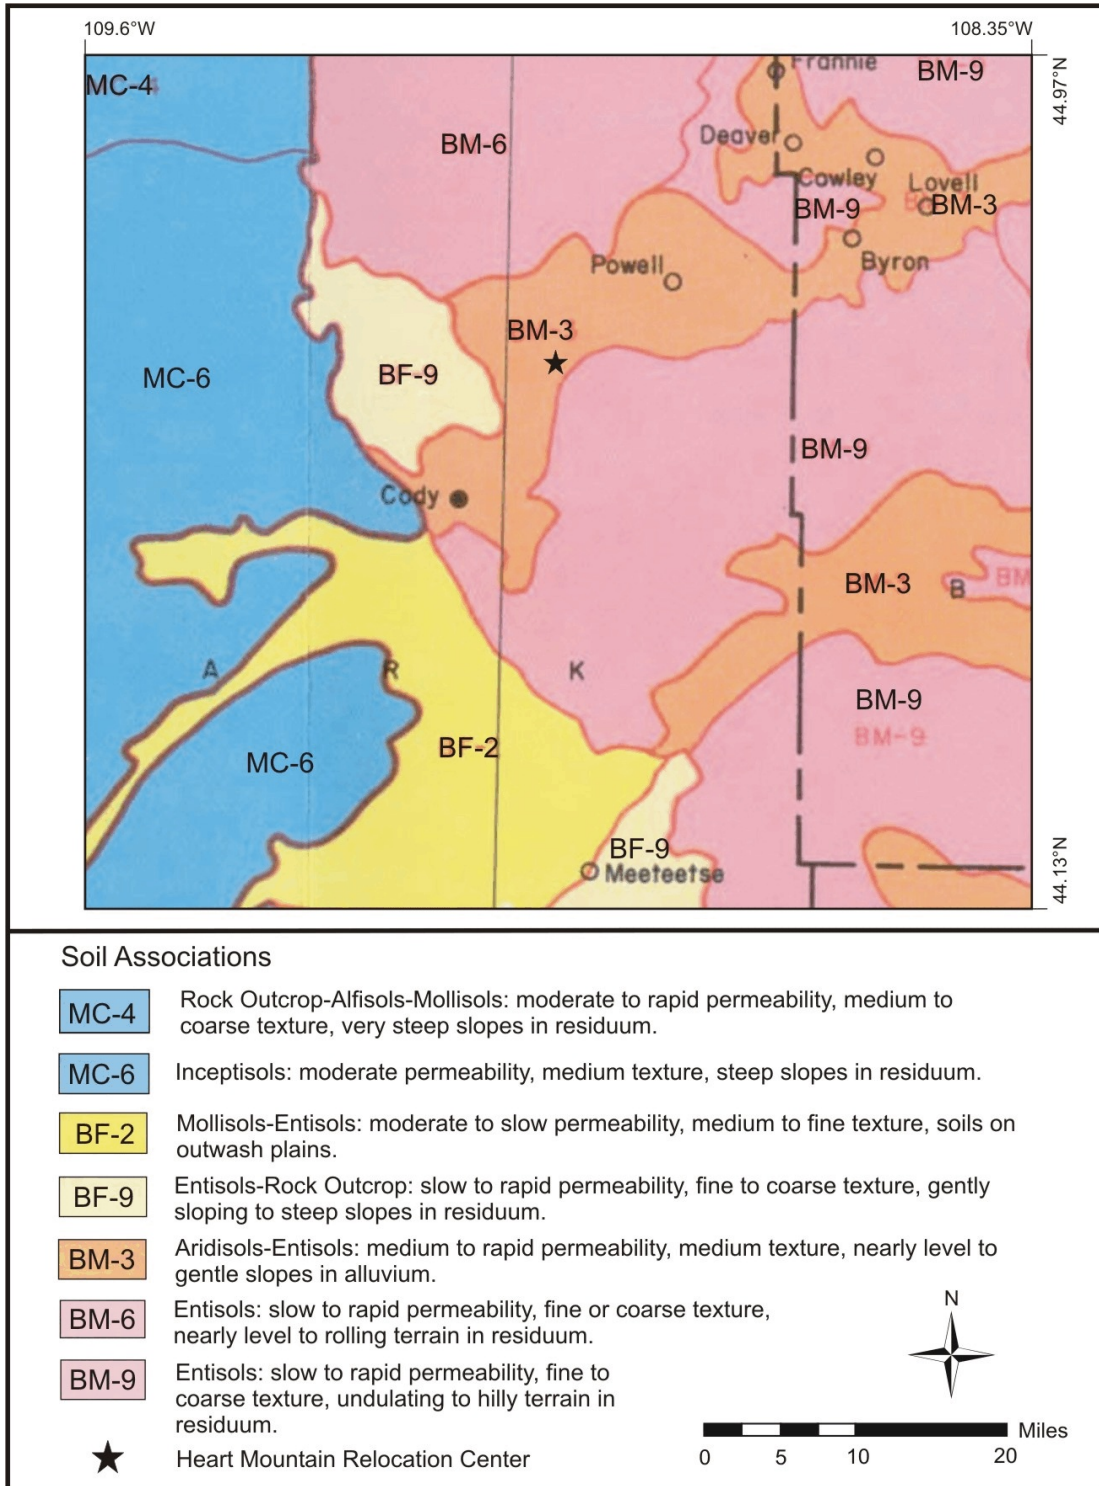 109.6°W
108.35°W
44.97°N
MC-4
Frannie
BM-9
BM-6
Deaver
Cowley
Lovell
BM-9
BM-3
Byron
Powell
BM-3
MC-6
BF-9
BM-9
Cody
BM-3
B
BM
A
R
K
BM-9
BM-9
BF-2
MC-6
BF-9
Meeteetse
44.13°N
Soil Associations
MC-4
Rock Outcrop-Alfisols-Mollisols: moderate to rapid permeability, medium to
coarse texture, very steep slopes in residuum.
MC-6
Inceptisols: moderate permeability, medium texture, steep slopes in residuum.
BF-2
Mollisols-Entisols: moderate to slow permeability, medium to fine texture, soils on
outwash plains.
BF-9
Entisols-Rock Outcrop: slow to rapid permeability, fine to coarse texture, gently
sloping to steep slopes in residuum.
BM-3
Aridisols-Entisols: medium to rapid permeability, medium texture, nearly level to
gentle slopes in alluvium.
BM-6
Entisols: slow to rapid permeability, fine or coarse texture,
nearly level to rolling terrain in residuum.
BM-9
Entisols: slow to rapid permeability, fine to
coarse texture, undulating to hilly terrain in
residuum.
Heart Mountain Relocation Center
N
Miles
0 5 10 20